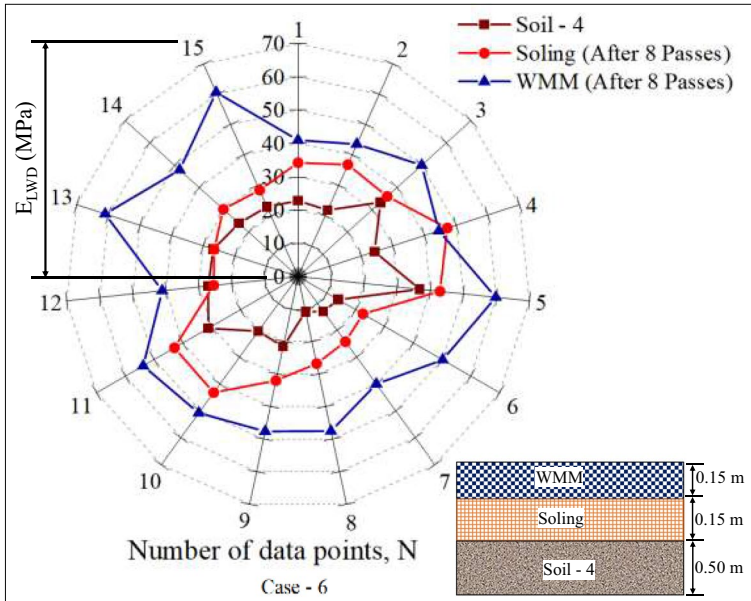 Soil - 4
Soling (After 8 Passes)
WMM (After 8 Passes)
E_LWD (MPa)
70
60
50
40
30
20
10
0
1
2
3
4
5
6
7
8
9
10
11
12
13
14
15
Number of data points, N
Case - 6
WMM
0.15 m
Soling
0.15 m
Soil - 4
0.50 m